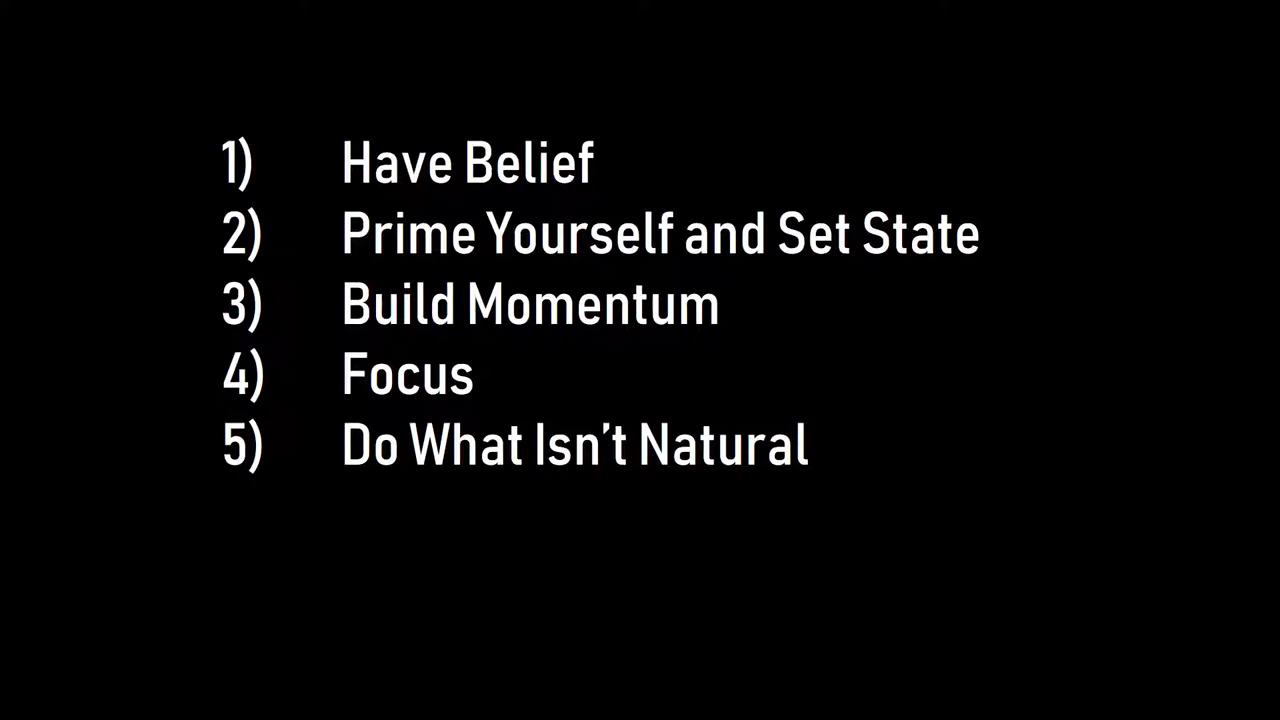 1) Have Belief
2) Prime Yourself and Set State
3) Build Momentum
4) Focus
5) Do What Isn’t Natural